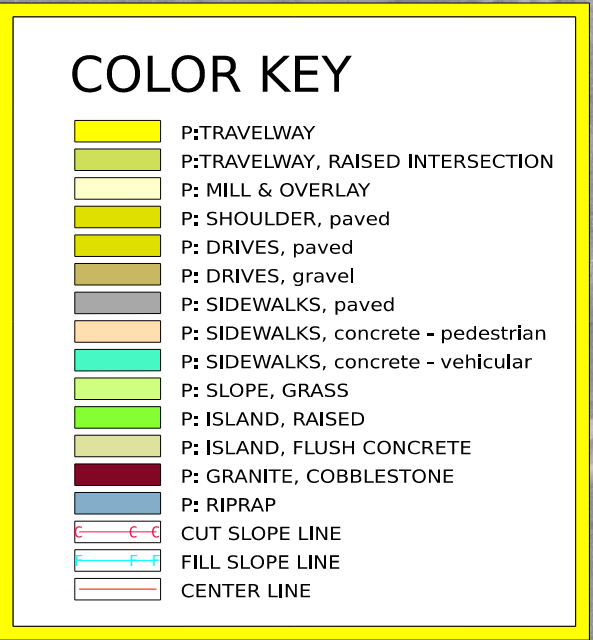 COLOR KEY
P:TRAVELWAY
P:TRAVELWAY, RAISED INTERSECTION
P: MILL & OVERLAY
P: SHOULDER, paved
P: DRIVES, paved
P: DRIVES, gravel
P: SIDEWALKS, paved
P: SIDEWALKS, concrete - pedestrian
P: SIDEWALKS, concrete - vehicular
P: SLOPE, GRASS
P: ISLAND, RAISED
P: ISLAND, FLUSH CONCRETE
P: GRANITE, COBBLESTONE
P: RIPRAP
C C C CUT SLOPE LINE
F F F FILL SLOPE LINE
CENTER LINE